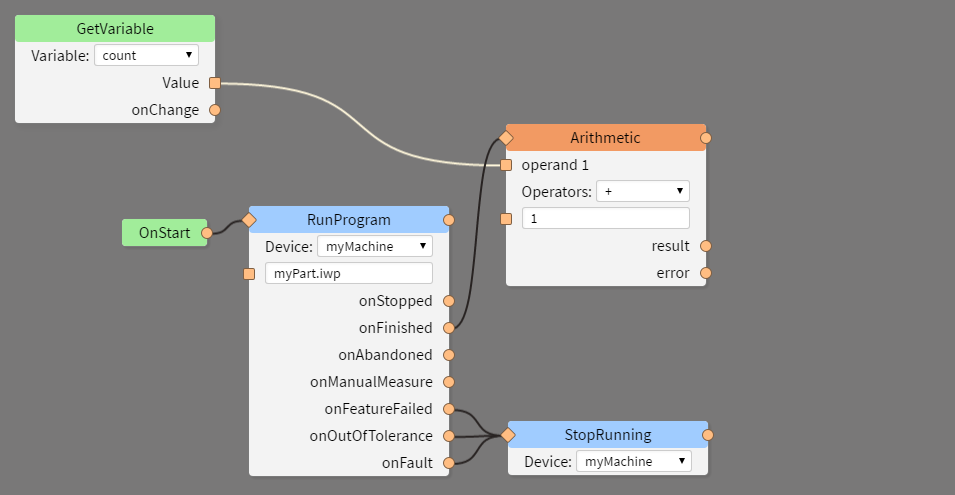 GetVariable
Variable: count
Value
onChange
Arithmetic
operand 1
Operators: +
1
result
error
OnStart
RunProgram
Device: myMachine
myPart.iwp
onStopped
onFinished
onAbandoned
onManualMeasure
onFeatureFailed
onOutOfTolerance
onFault
StopRunning
Device: myMachine